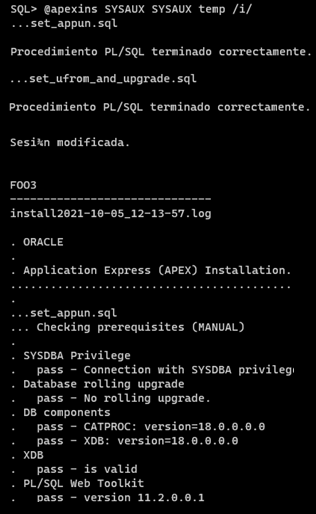 SQL> @apexins SYSAUX SYSAUX temp /i/
...set_appun.sql
Procedimiento PL/SQL terminado correctamente.
...set_ufrom_and_upgrade.sql
Procedimiento PL/SQL terminado correctamente.
Sesi¾n modificada.
FOO3
------------------------------
install2021-10-05_12-13-57.log
. ORACLE
.
. Application Express (APEX) Installation.
..........................................
.
...set_appun.sql
... Checking prerequisites (MANUAL)
.
. SYSDBA Privilege
.   pass - Connection with SYSDBA privileg
. Database rolling upgrade
.   pass - No rolling upgrade.
. DB components
.   pass - CATPROC: version=18.0.0.0.0
.   pass - XDB: version=18.0.0.0.0
. XDB
.   pass - is valid
. PL/SQL Web Toolkit
.   pass - version 11.2.0.0.1